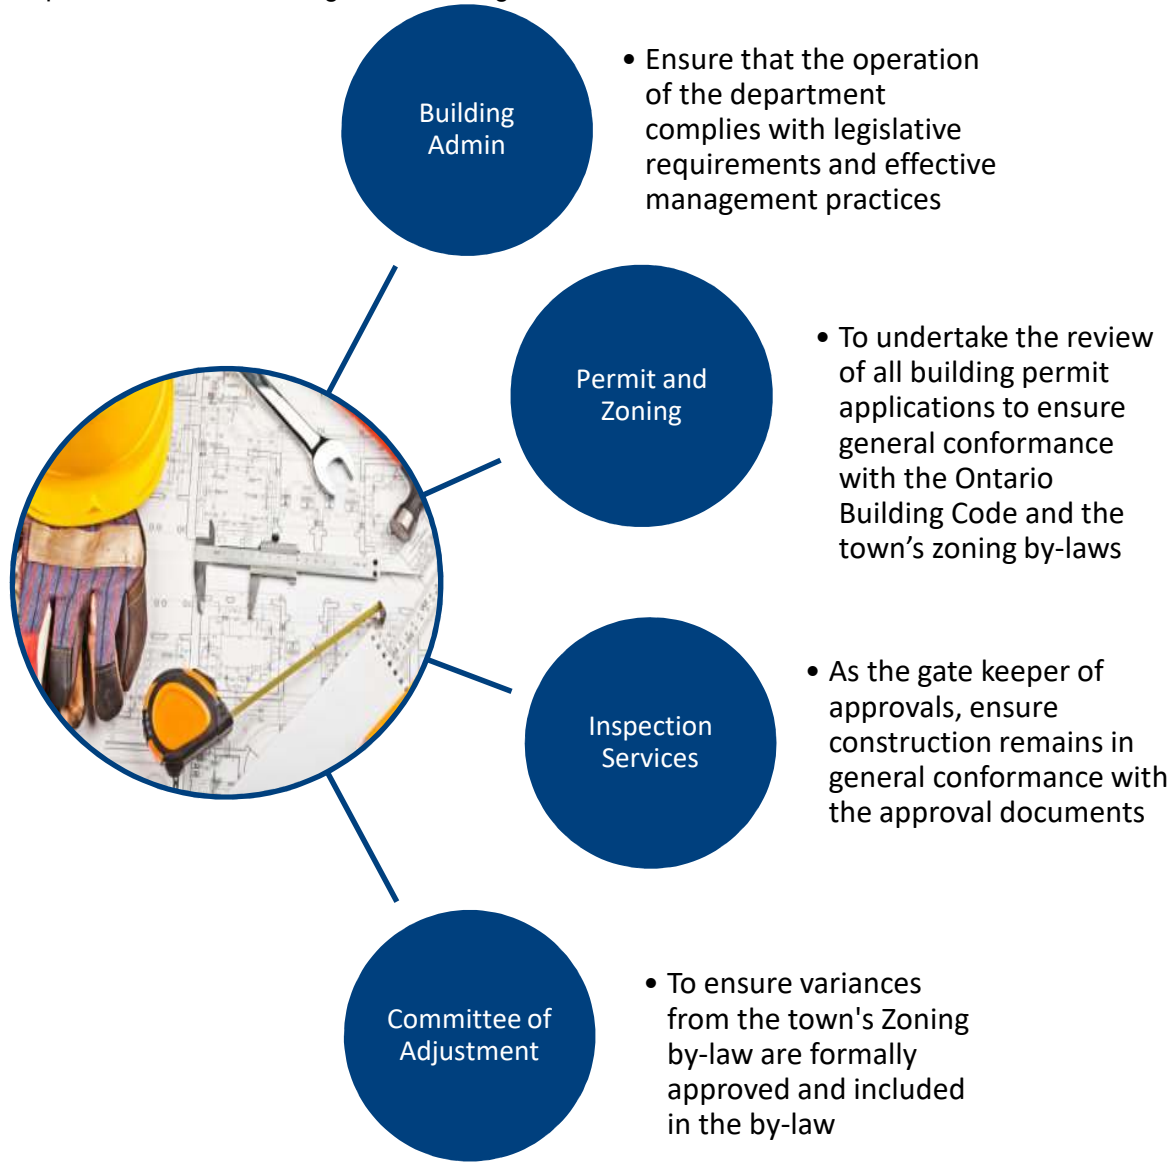 Building
Admin
• Ensure that the operation
of the department
complies with legislative
requirements and effective
management practices
Permit and
Zoning
• To undertake the review
of all building permit
applications to ensure
general conformance
with the Ontario
Building Code and the
town’s zoning by-laws
Inspection
Services
• As the gate keeper of
approvals, ensure
construction remains in
general conformance with
the approval documents
Committee of
Adjustment
• To ensure variances
from the town's Zoning
by-law are formally
approved and included
in the by-law